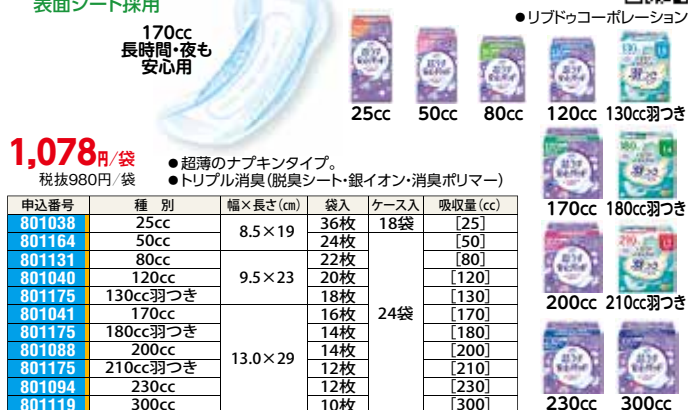 表面シート採用
●リブドゥコーポレーション
170cc
長時間・夜も
安心用
25cc 50cc 80cc 120cc 130cc羽つき
1,078円/袋
税抜980円/袋
●超薄のナプキンタイプ。
●トリプル消臭(脱臭シート・銀イオン・消臭ポリマー)
170cc 180cc羽つき
200cc 210cc羽つき
230cc 300cc
申込番号 種 別 幅×長さ(cm) 袋入 ケース入 吸収量(cc)
801038 25cc 8.5×19 36枚 18袋 [25]
801164 50cc 24枚 24袋 [50]
801131 80cc 9.5×23 22枚 [80]
801040 120cc 20枚 [120]
801175 130cc羽つき 18枚 [130]
801041 170cc 13.0×29 16枚 [170]
801175 180cc羽つき 14枚 [180]
801088 200cc 14枚 [200]
801175 210cc羽つき 12枚 [210]
801094 230cc 12枚 [230]
801119 300cc 10枚 [300]